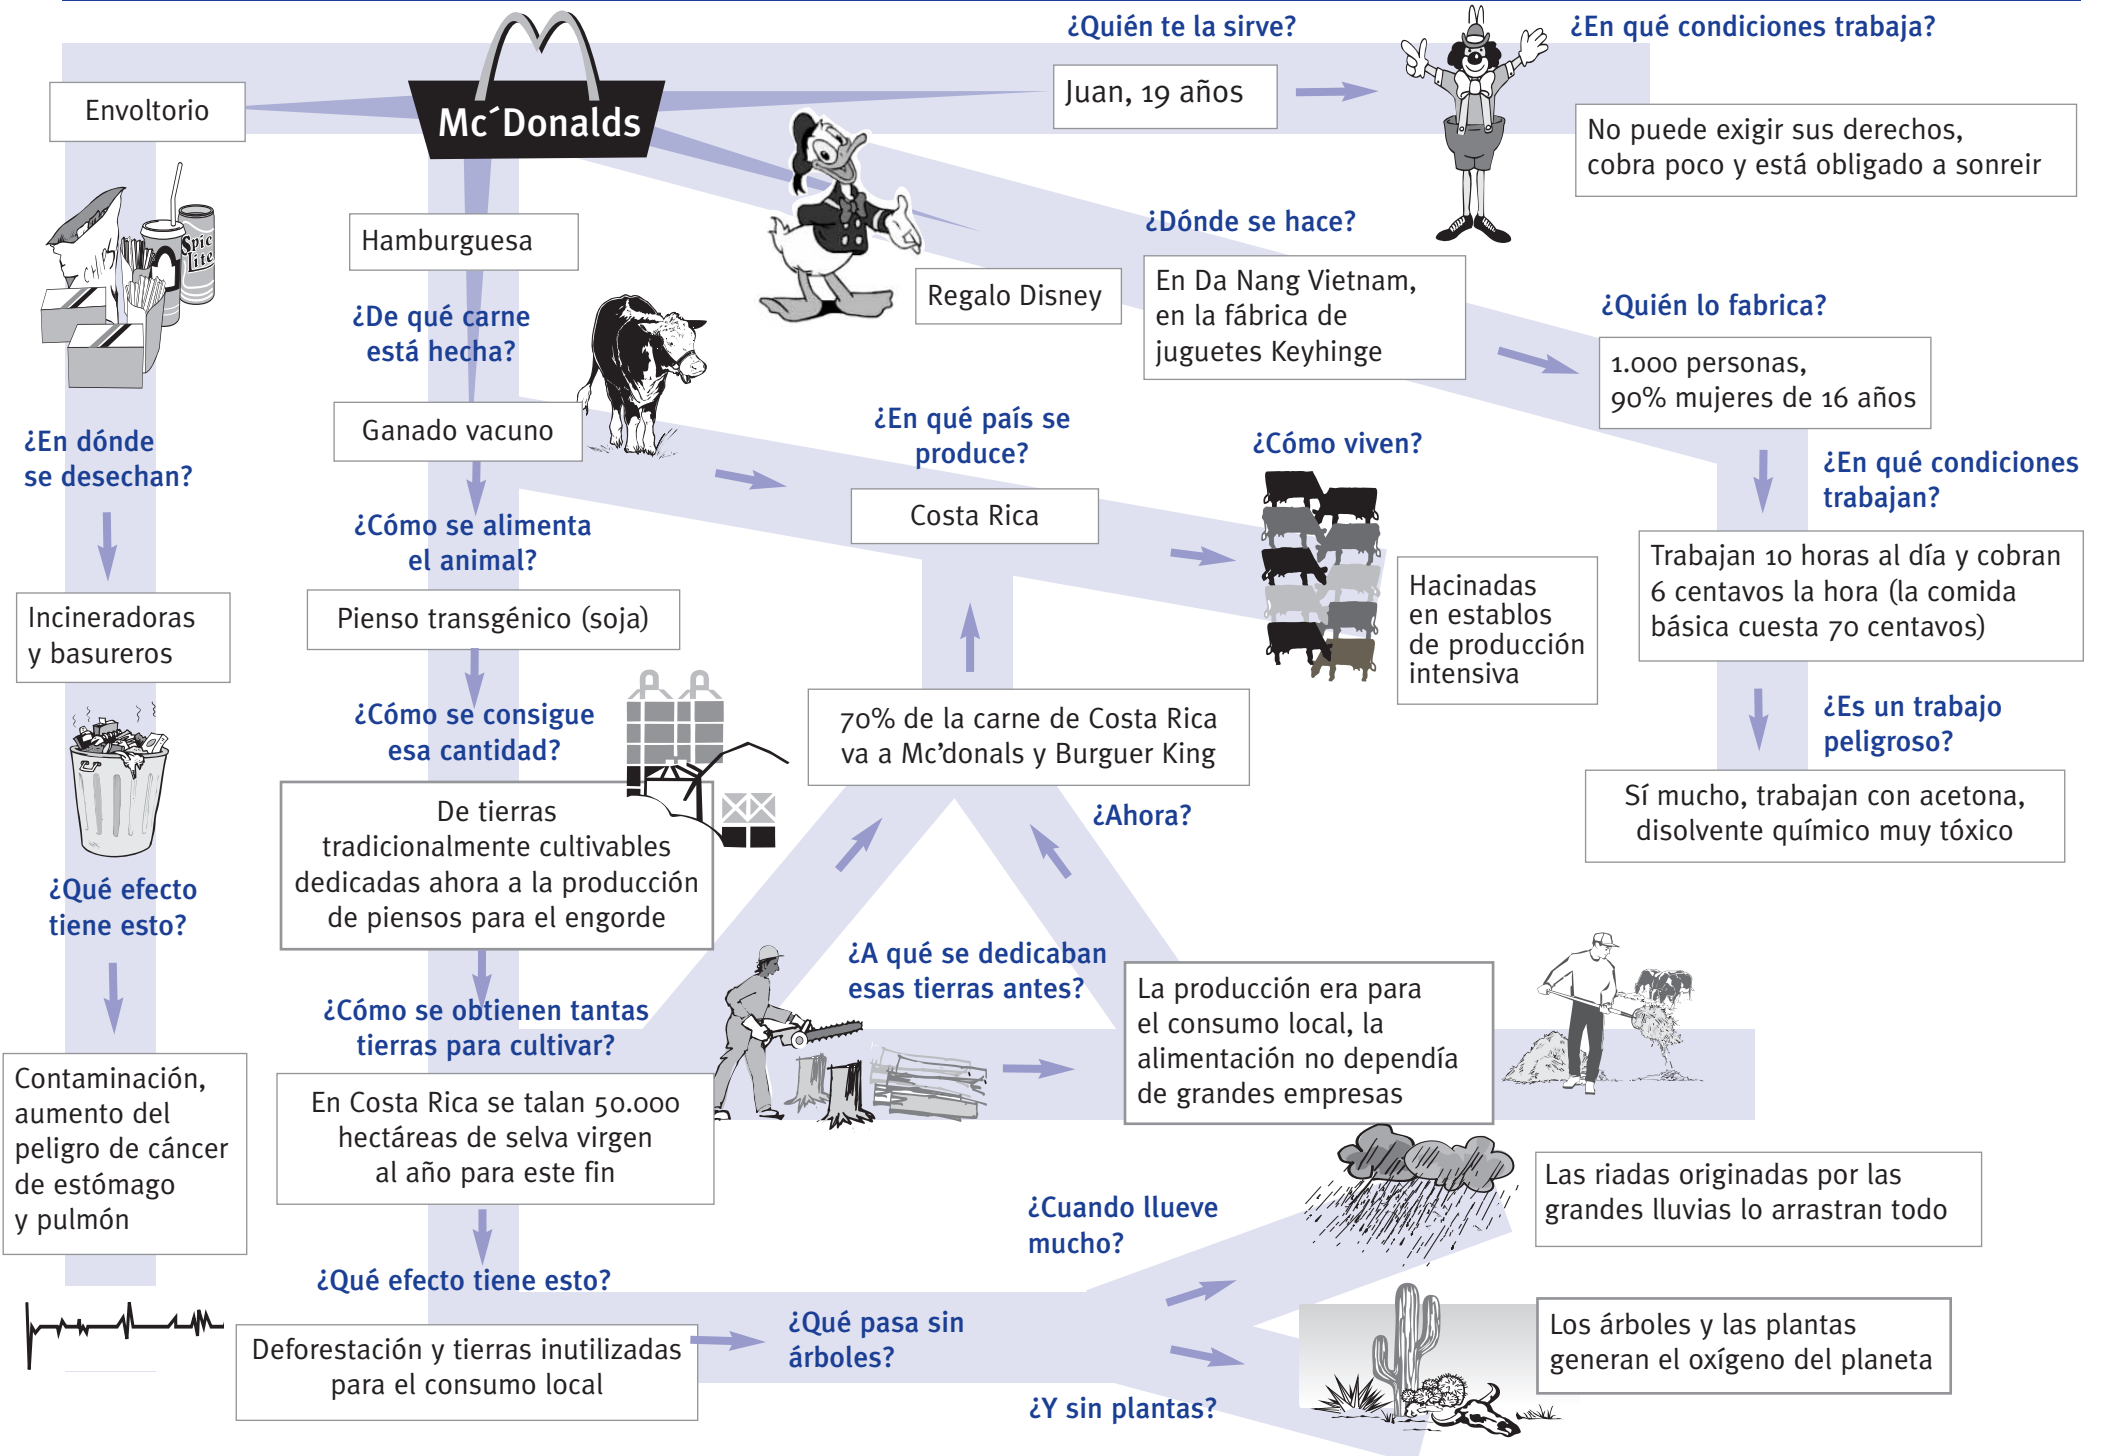 ¿Quién te la sirve?
¿En qué condiciones trabaja?
Mc´Donalds
Envoltorio
Juan, 19 años
No puede exigir sus derechos,
cobra poco y está obligado a sonreir
Spic
Lite
Hamburguesa
¿De qué carne
está hecha?
Regalo Disney
¿Dónde se hace?
En Da Nang Vietnam,
en la fábrica de
juguetes Keyhinge
¿Quién lo fabrica?
1.000 personas,
90% mujeres de 16 años
¿En qué condiciones
trabajan?
Trabajan 10 horas al día y cobran
6 centavos la hora (la comida
básica cuesta 70 centavos)
¿Es un trabajo
peligroso?
Sí mucho, trabajan con acetona,
disolvente químico muy tóxico
Ganado vacuno
¿En qué país se
produce?
Costa Rica
¿Cómo viven?
Hacinadas
en establos
de producción
intensiva
¿En dónde
se desechan?
Incineradoras
y basureros
¿Qué efecto
tiene esto?
Contaminación,
aumento del
peligro de cáncer
de estómago
y pulmón
¿Cómo se alimenta
el animal?
Pienso transgénico (soja)
¿Cómo se consigue
esa cantidad?
De tierras
tradicionalmente cultivables
dedicadas ahora a la producción
de piensos para el engorde
70% de la carne de Costa Rica
va a Mc’donals y Burguer King
¿Ahora?
¿Cómo se obtienen tantas
tierras para cultivar?
En Costa Rica se talan 50.000
hectáreas de selva virgen
al año para este fin
¿A qué se dedicaban
esas tierras antes?
La producción era para
el consumo local, la
alimentación no dependía
de grandes empresas
¿Qué efecto tiene esto?
Deforestación y tierras inutilizadas
para el consumo local
¿Qué pasa sin
árboles?
¿Cuando llueve
mucho?
Las riadas originadas por las
grandes lluvias lo arrastran todo
¿Y sin plantas?
Los árboles y las plantas
generan el oxígeno del planeta